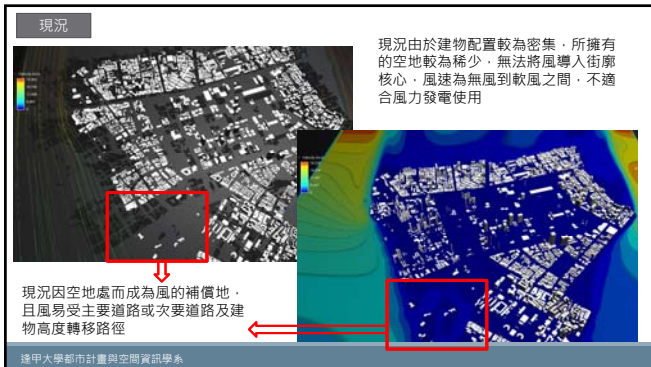 現況
現況由於建物配置較為密集，所擁有
的空地較為稀少，無法將風導入街廓
核心，風速為無風到軟風之間，不適
合風力發電使用
現況因空地處而成為風的補償地，
且風易受主要道路或次要道路及建
物高度轉移路徑
逢甲大學都市計畫與空間資訊學系